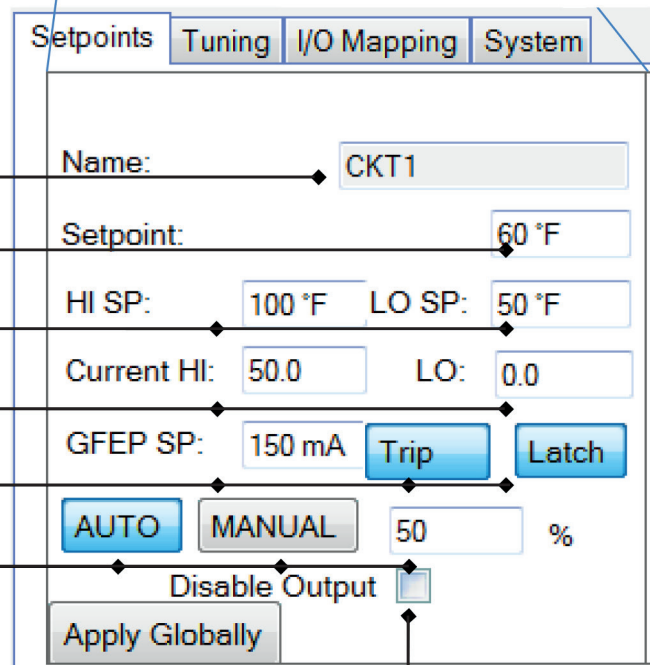 Setpoints Tuning I/O Mapping System
Name: CKT1
Setpoint: 60 °F
HI SP: 100 °F LO SP: 50 °F
Current HI: 50.0 LO: 0.0
GFEP SP: 150 mA Trip Latch
AUTO MANUAL 50 %
Disable Output
Apply Globally